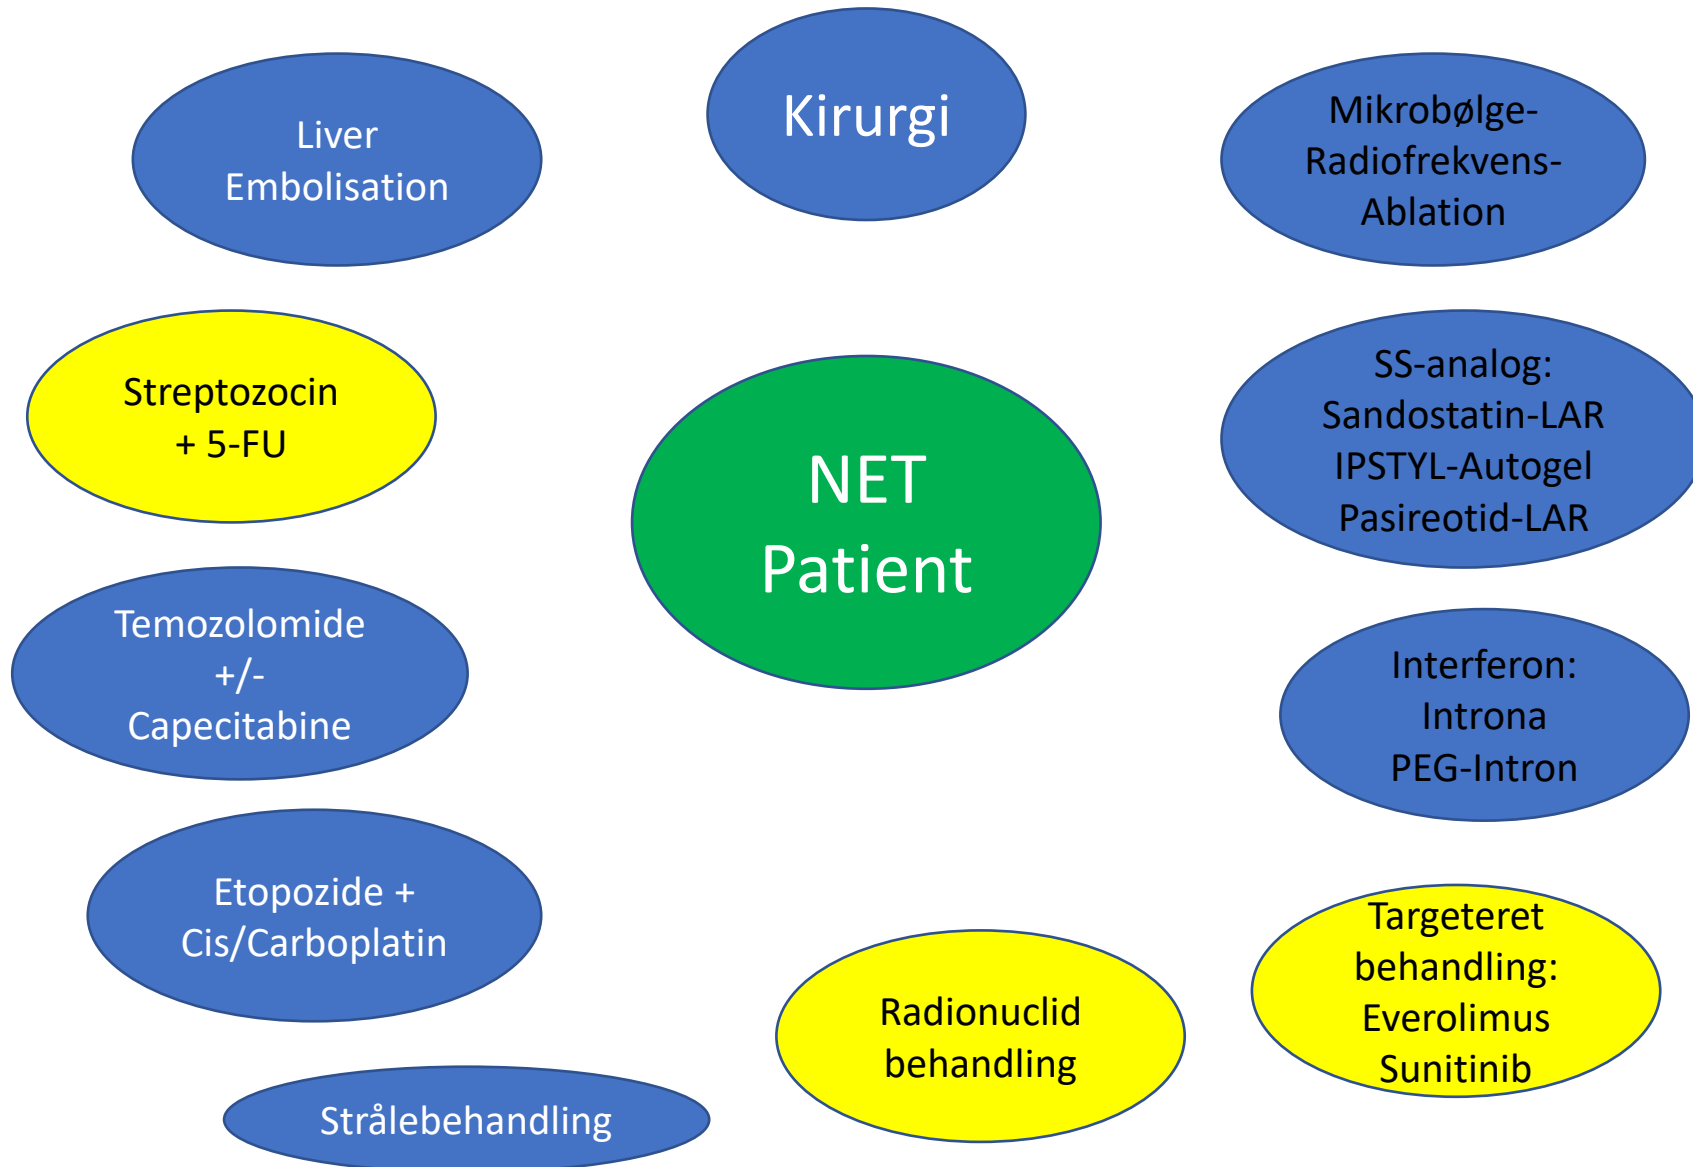 Kirurgi
Liver
Embolisation
Mikrobølge-
Radiofrekvens-
Ablation
Streptozocin
+ 5-FU
SS-analog:
Sandostatin-LAR
IPSTYL-Autogel
Pasireotid-LAR
NET
Patient
Temozolomide
+/-
Capecitabine
Interferon:
Introna
PEG-Intron
Etopozide +
Cis/Carboplatin
Targeteret
behandling:
Everolimus
Sunitinib
Radionuclid
behandling
Strålebehandling